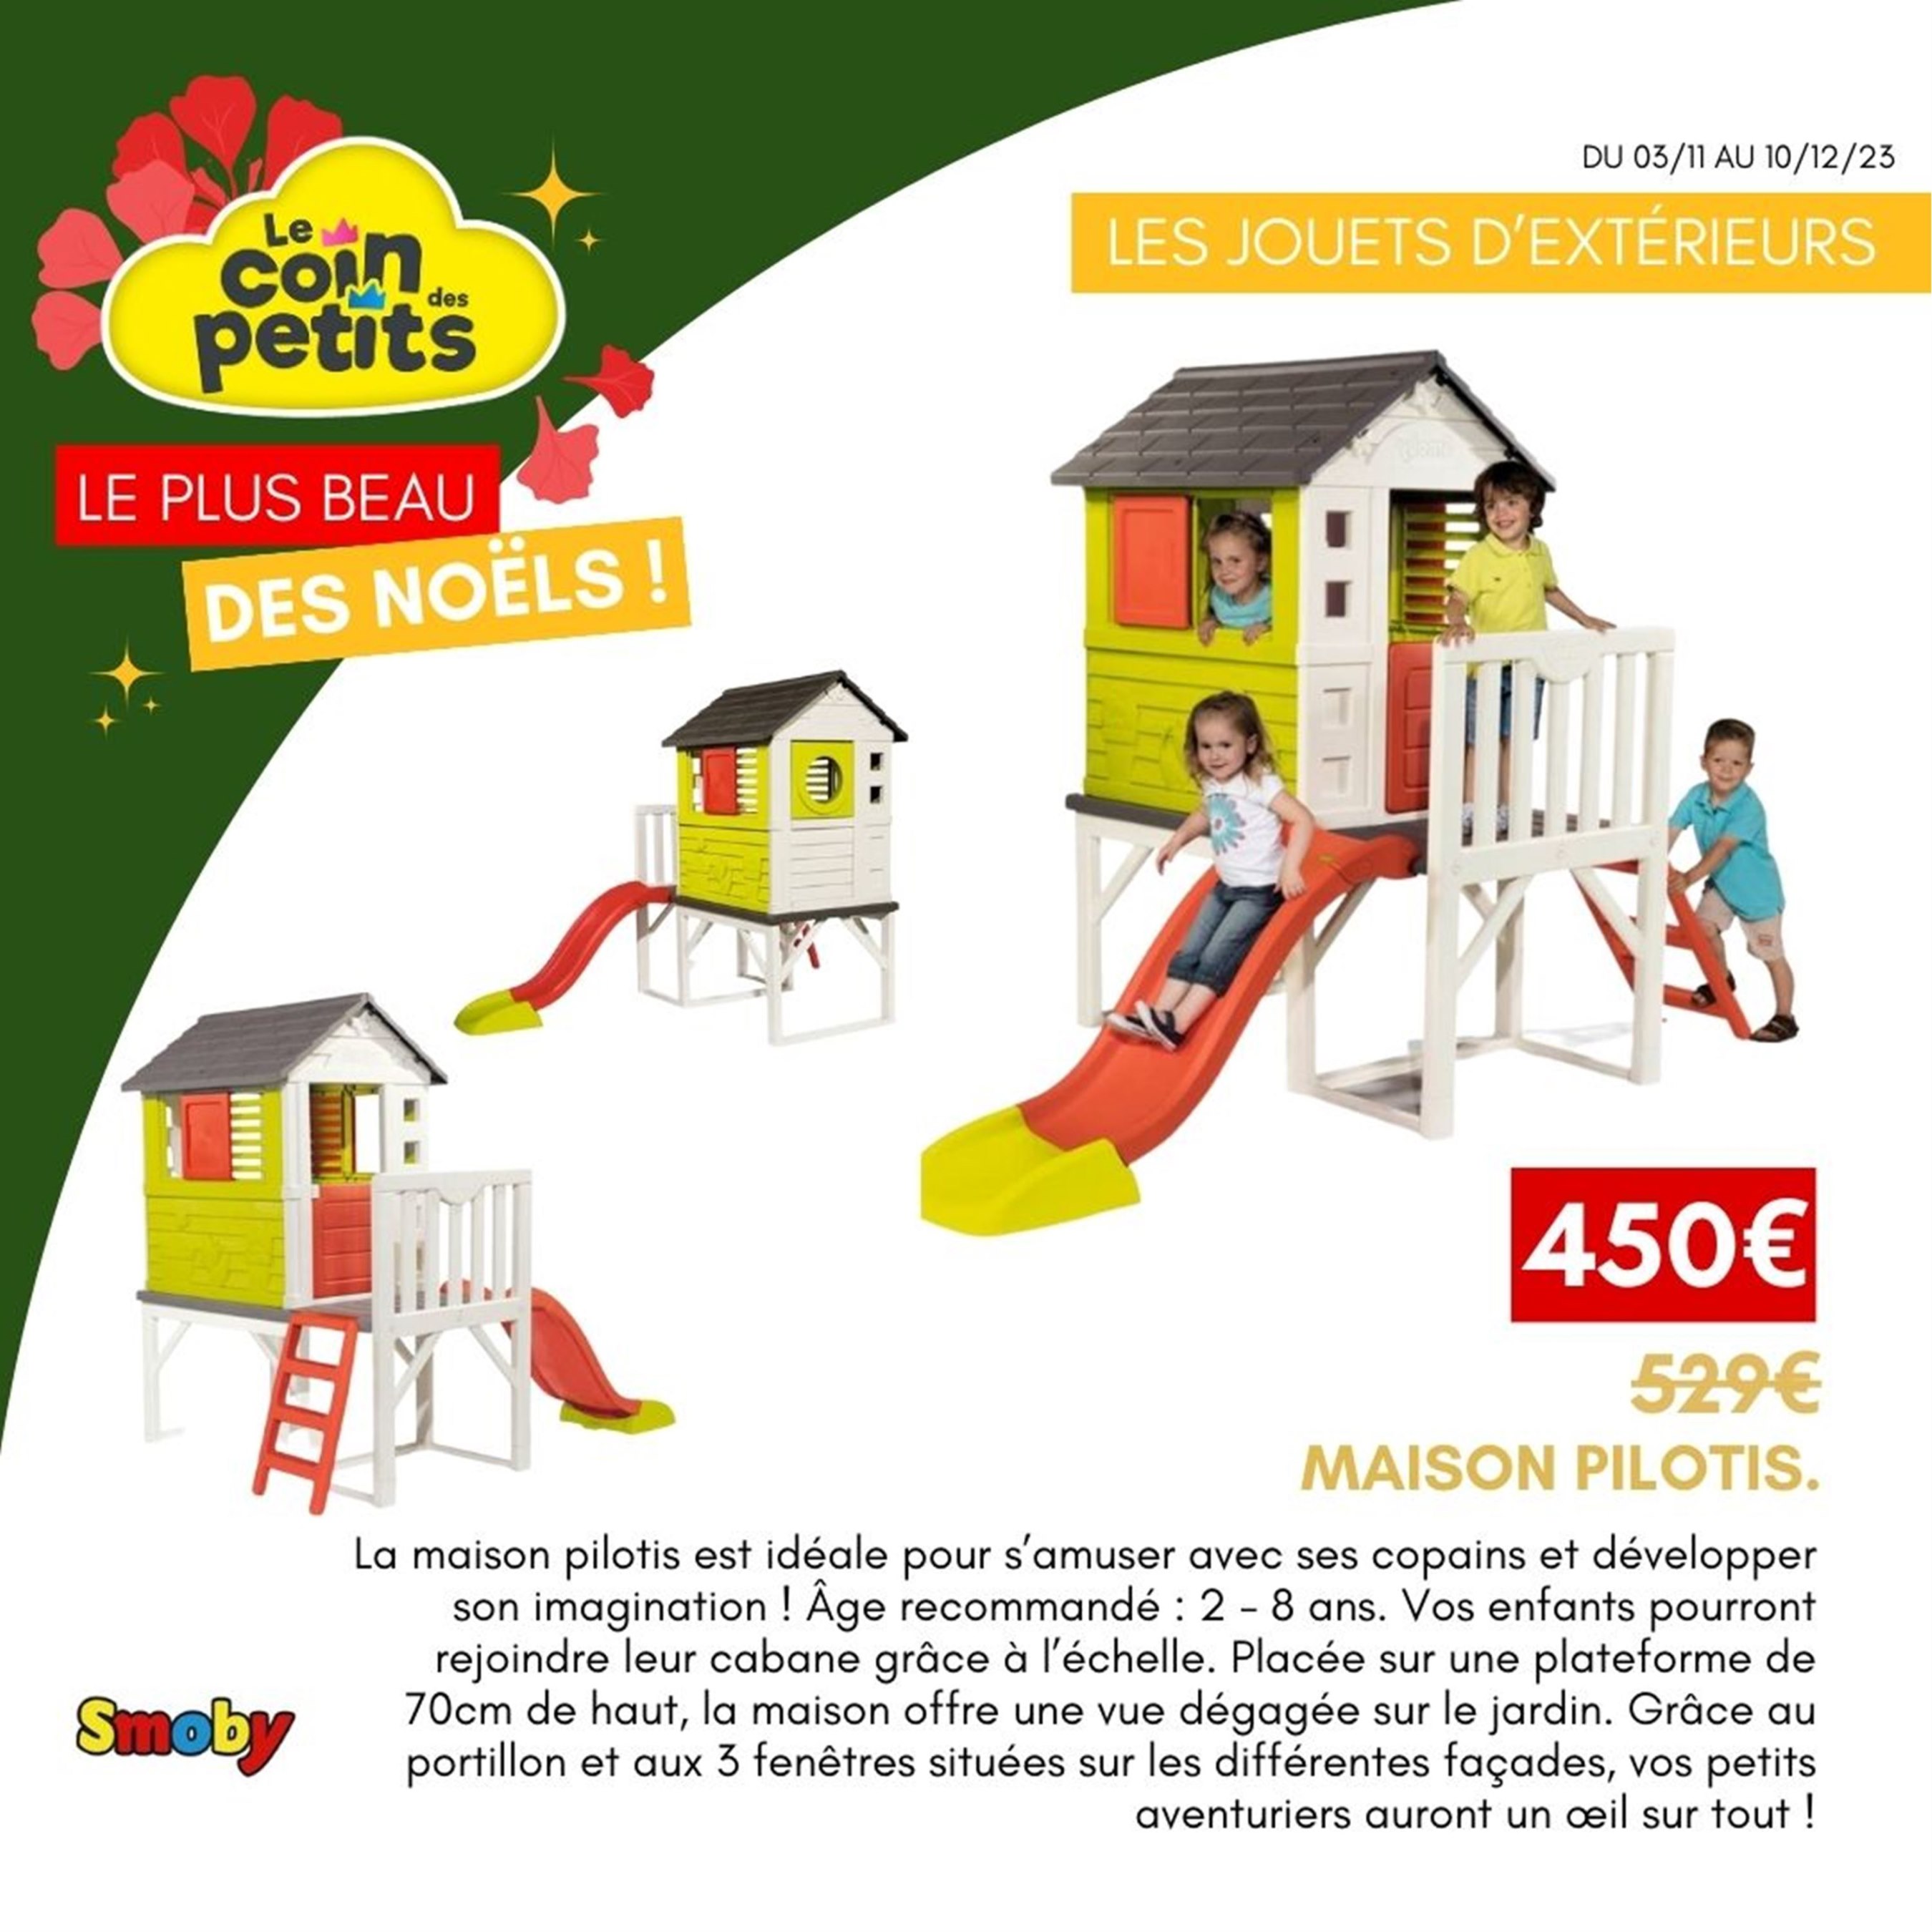 Le
coin
des
petits
LE PLUS BEAU
DES NOËLS !
DU 03/11 AU 10/12/23
LES JOUETS D'EXTÉRIEURS
450€
529€
MAISON PILOTIS.
La maison pilotis est idéale pour s'amuser avec ses copains et développer
son imagination ! Âge recommandé : 2 - 8 ans. Vos enfants pourront
rejoindre leur cabane grâce à l'échelle. Placée sur une plateforme de
70cm de haut, la maison offre une vue dégagée sur le jardin. Grâce au
portillon et aux 3 fenêtres situées sur les différentes façades, vos petits
aventuriers auront un œil sur tout !
Smoby